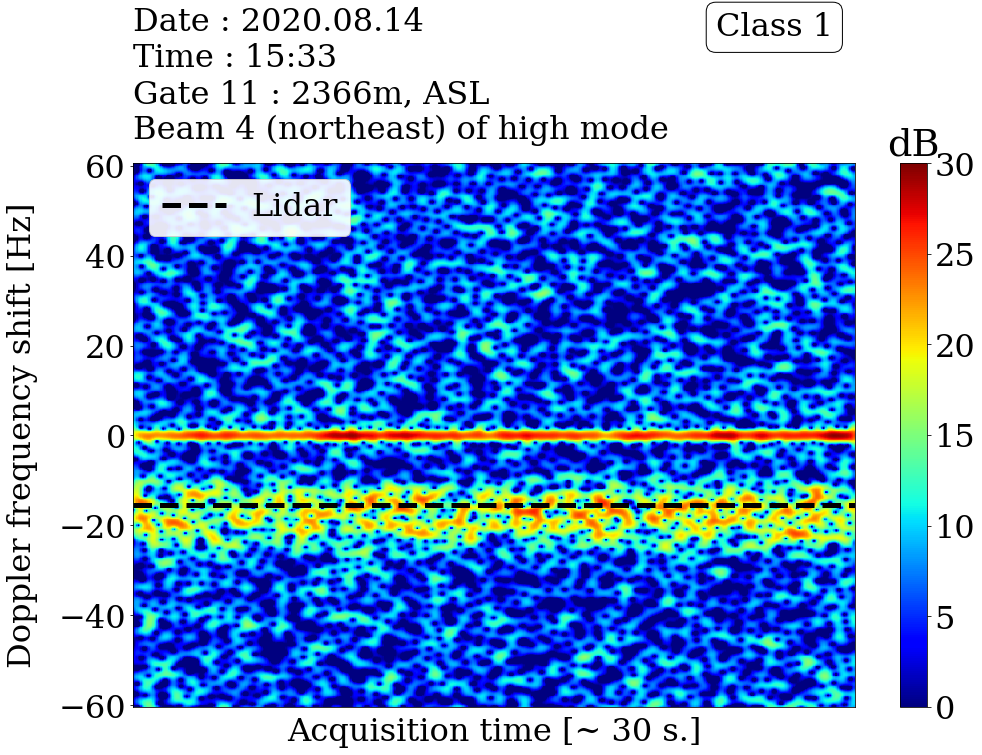 Date : 2020.08.14
Class 1
Time : 15:33
Gate 11 : 2366m, ASL
Beam 4 (northeast) of high mode
dB
Lidar
60
40
20
0
−20
−40
−60
Doppler frequency shift [Hz]
Acquisition time [~ 30 s.]
30
25
20
15
10
5
0